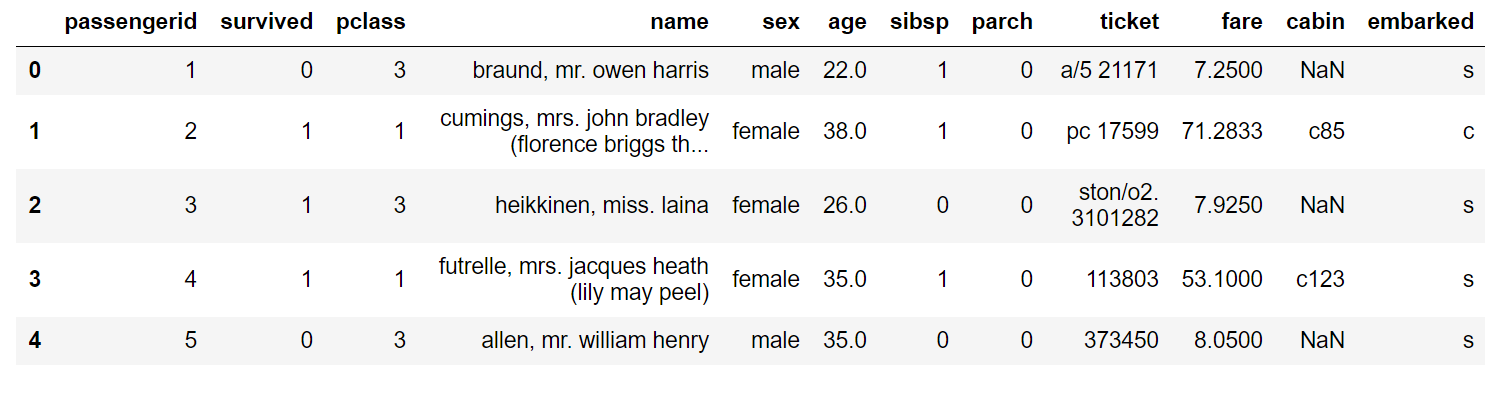 passengerid survived pclass name sex age sibsp parch ticket fare cabin embarked
0 1 0 3 braund, mr. owen harris male 22.0 1 0 a/5 21171 7.2500 NaN s
1 2 1 1 cumings, mrs. john bradley (florence briggs th... female 38.0 1 0 pc 17599 71.2833 c85 c
2 3 1 3 heikkinen, miss. laina female 26.0 0 0 ston/o2. 3101282 7.9250 NaN s
3 4 1 1 futrelle, mrs. jacques heath (lily may peel) female 35.0 1 0 113803 53.1000 c123 s
4 5 0 3 allen, mr. william henry male 35.0 0 0 373450 8.0500 NaN s